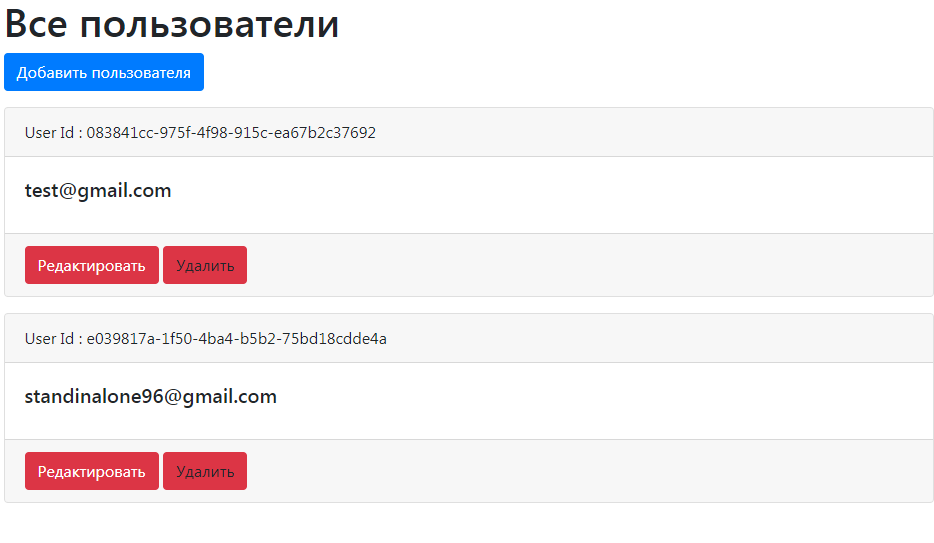 Все пользователи
Добавить пользователя
User Id : 083841cc-975f-4f98-915c-ea67b2c37692
test@gmail.com
Редактировать Удалить
User Id : e039817a-1f50-4ba4-b5b2-75bd18cdde4a
standinalone96@gmail.com
Редактировать Удалить